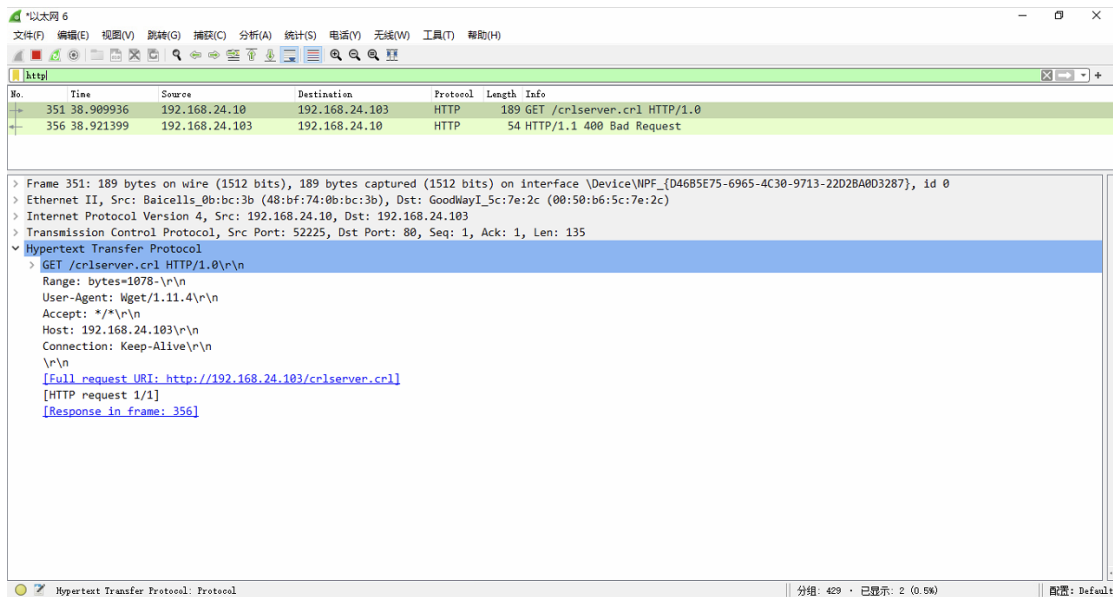 *以太网 6
文件(F) 编辑(E) 视图(V) 跳转(G) 捕获(C) 分析(A) 统计(S) 电话(Y) 无线(W) 工具(T) 帮助(H)
http
No. Time Source Destination Protocol Length Info
351 38.909936 192.168.24.10 192.168.24.103 HTTP 189 GET /crlserver.crl HTTP/1.0
356 38.921399 192.168.24.103 192.168.24.10 HTTP 54 HTTP/1.1 400 Bad Request
Frame 351: 189 bytes on wire (1512 bits), 189 bytes captured (1512 bits) on interface \Device\NPF_{D46B5E75-6965-4C30-9713-22D2BA0D3287}, id 0
Ethernet II, Src: Baicells_0b:bc:3b (48:bf:74:0b:bc:3b), Dst: GoodWayI_5c:7e:2c (00:50:b6:5c:7e:2c)
Internet Protocol Version 4, Src: 192.168.24.10, Dst: 192.168.24.103
Transmission Control Protocol, Src Port: 52225, Dst Port: 80, Seq: 1, Ack: 1, Len: 135
Hypertext Transfer Protocol
GET /crlserver.crl HTTP/1.0\r\n
Range: bytes=1078-\r\n
User-Agent: Wget/1.11.4\r\n
Accept: */*\r\n
Host: 192.168.24.103\r\n
Connection: Keep-Alive\r\n
\r\n
[Full request URI: http://192.168.24.103/crlserver.crl]
[HTTP request 1/1]
[Response in frame: 356]
Hypertext Transfer Protocol: Protocol 分组: 429 · 已显示: 2 (0.5%) 配置: Default